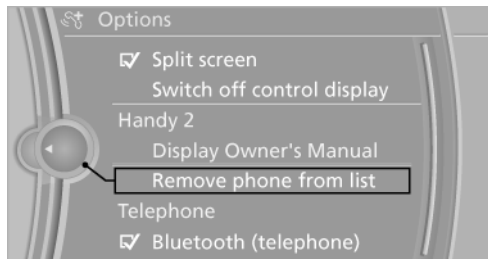 Options
Split screen
Switch off control display
Handy 2
Display Owner's Manual
Remove phone from list
Telephone
Bluetooth (telephone)